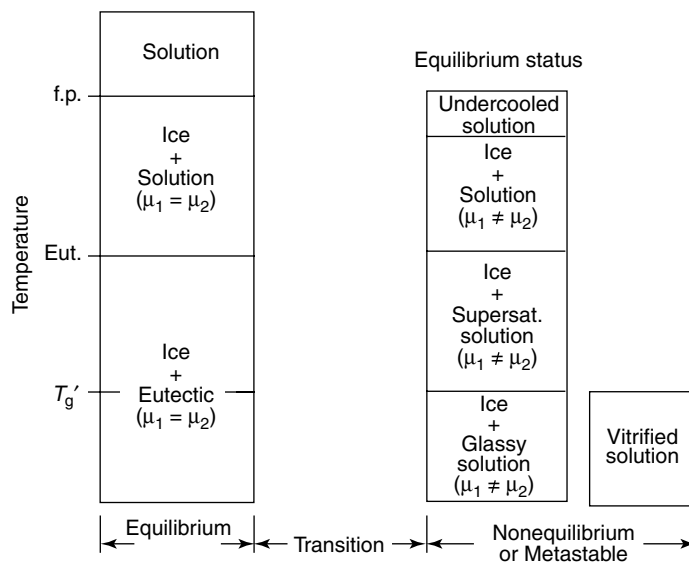 Solution
Equilibrium status
f.p.
Undercooled
solution
Ice
+
Solution
(μ1 = μ2)
Ice
+
Solution
(μ1 ≠ μ2)
Temperature
Eut.
Ice
+
Supersat.
solution
(μ1 ≠ μ2)
Ice
+
Eutectic
(μ1 = μ2)
Tg′
Ice
+
Glassy
solution
(μ1 ≠ μ2)
Vitrified
solution
Equilibrium
Transition
Nonequilibrium
or Metastable